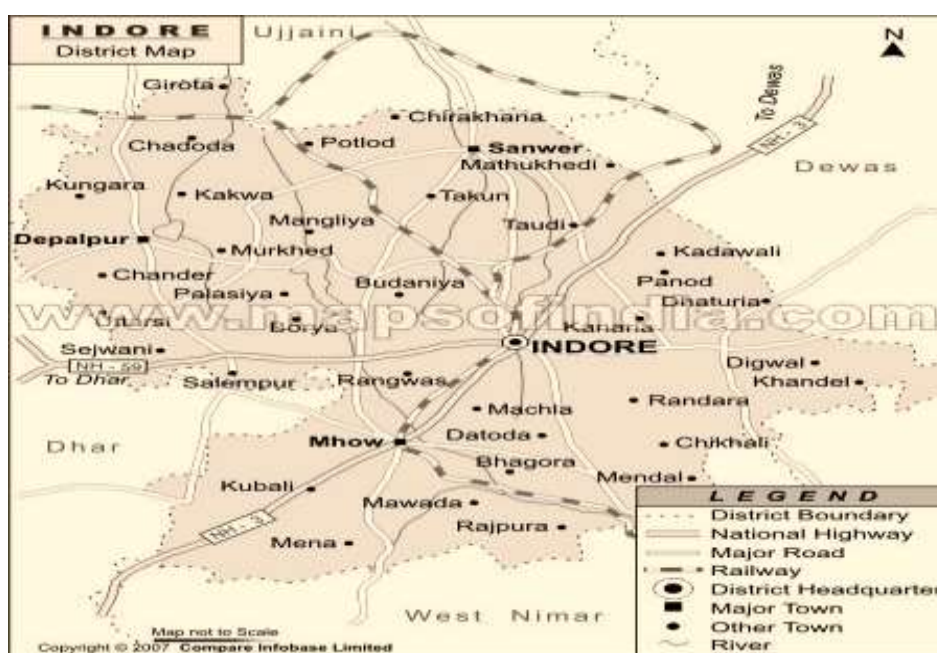 INDORE
District Map
Ujjaini
N
Girota
To Dewas
NH - 3
Chirakhana
Chadoda
Potlod
Sanwer
Mathukhedi
Dewas
Kungara
Kakwa
Takun
Mangliya
Taudi
Depalpur
Murkhed
Kadawali
Chander
Budaniya
Panod
Palasiya
Dhaturia
www.mapsofindia.com
Borya
Kanaria
Sejwani
INDORE
NH - 59
To Dhar
Digwal
Salempur
Rangwas
Khandel
Machla
Randara
Dhar
Mhow
Datoda
Chikhali
Bhagora
Mendal
Kubali
Mawada
NH - 3
Rajpura
Mena
West Nimar
LEGEND
District Boundary
National Highway
Major Road
Railway
District Headquarter
Major Town
Other Town
River
Map not to Scale
Copyright © 2007 Compare Infobase Limited